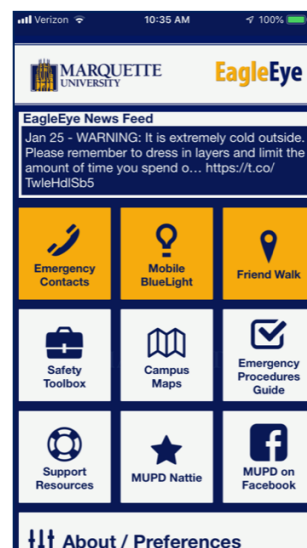 Verizon 10:35 AM 100%
MARQUETTE
UNIVERSITY
EagleEye
EagleEye News Feed
Jan 25 - WARNING: It is extremely cold outside.
Please remember to dress in layers and limit the
amount of time you spend o... https://t.co/
TwleHdlSb5
Emergency
Contacts
Mobile
BlueLight
Friend Walk
Safety
Toolbox
Campus
Maps
Emergency
Procedures
Guide
Support
Resources
MUPD Nattie
MUPD on
Facebook
About / Preferences